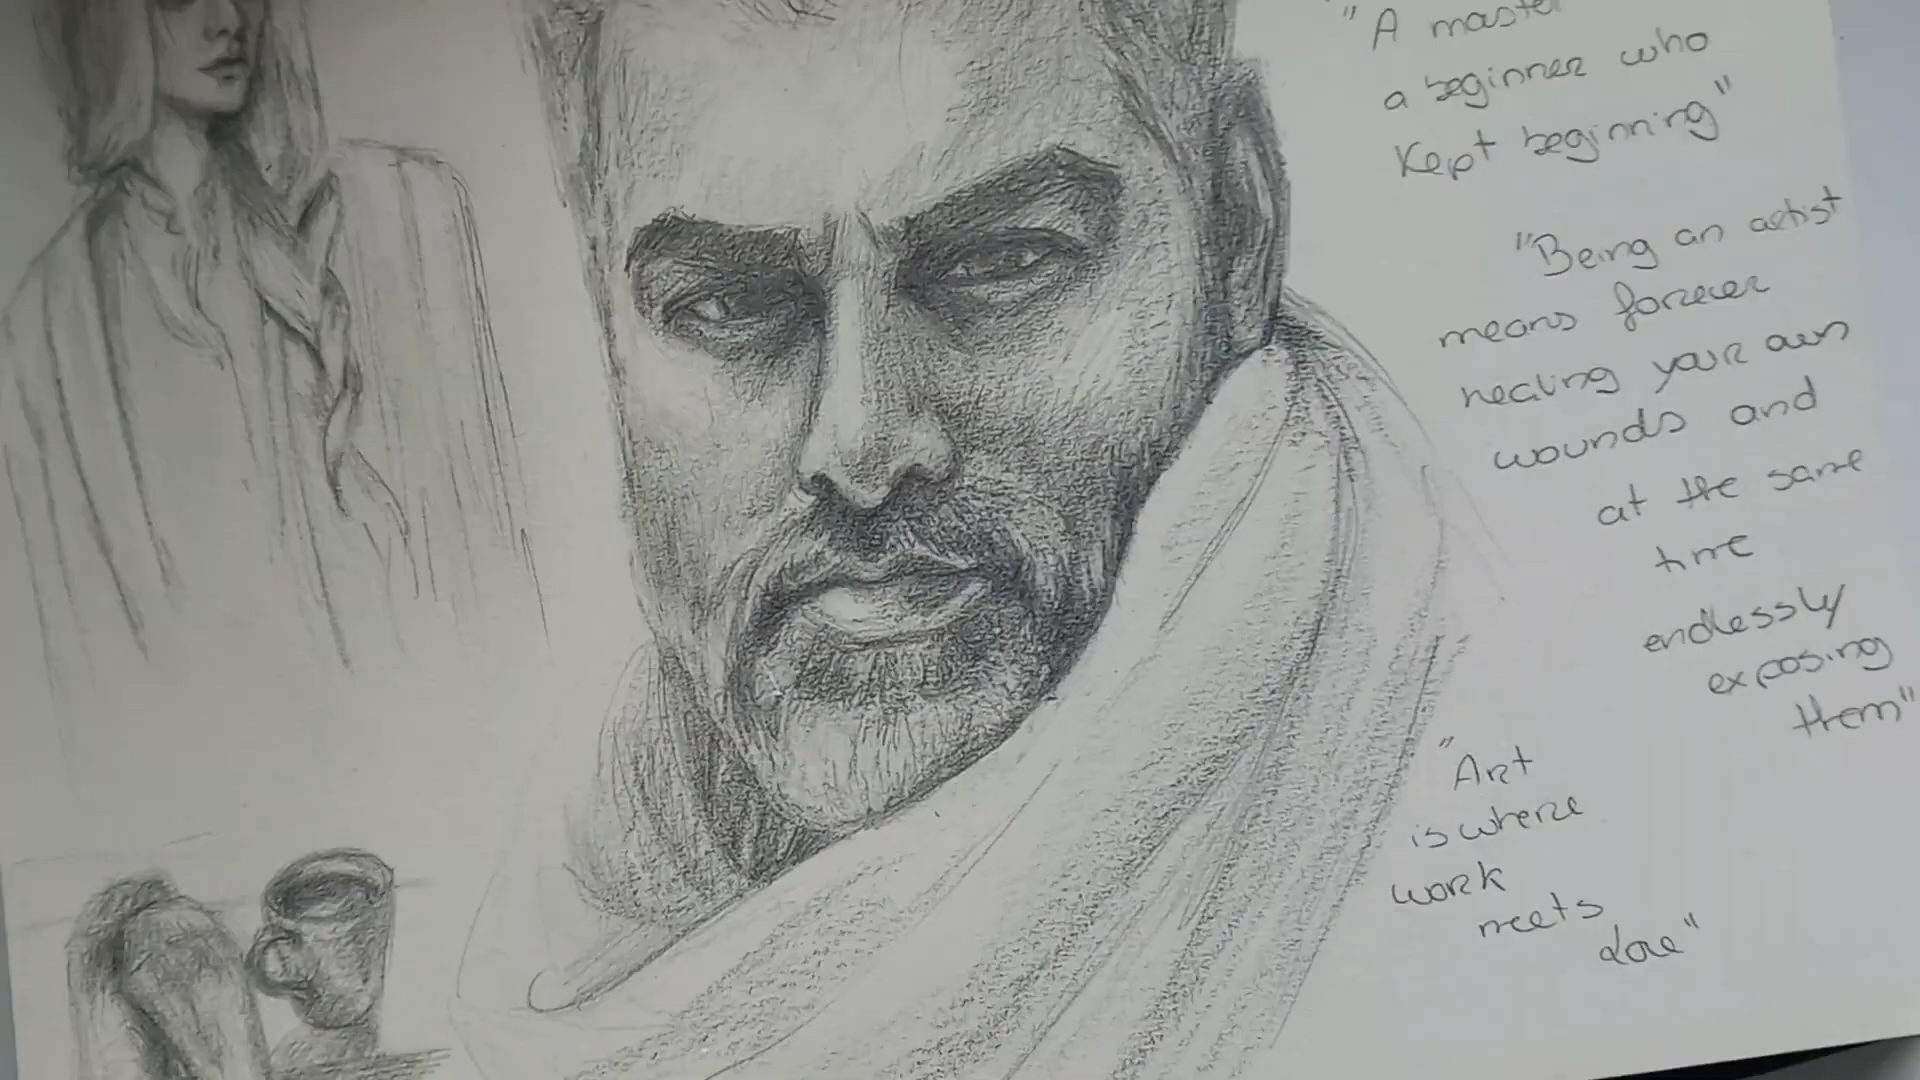 "A master
a beginner who
kept beginning"
"Being an artist
means forever
healing your own
wounds and
at the same
time
endlessly
exposing
them"
"Art
is where
work
meets
love"